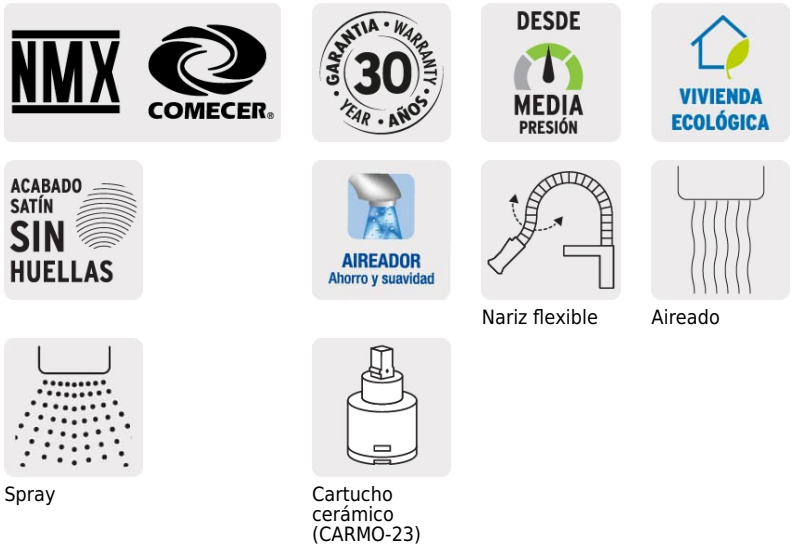 NMX
COMECER®
GARANTIA • WARRANTY
30
YEAR • AÑOS
DESDE
MEDIA
PRESIÓN
VIVIENDA
ECOLÓGICA
ACABADO
SATÍN
SIN
HUELLAS
AIREADOR
Ahorro y suavidad
Nariz flexible
Aireado
Spray
Cartucho
cerámico
(CARMO-23)